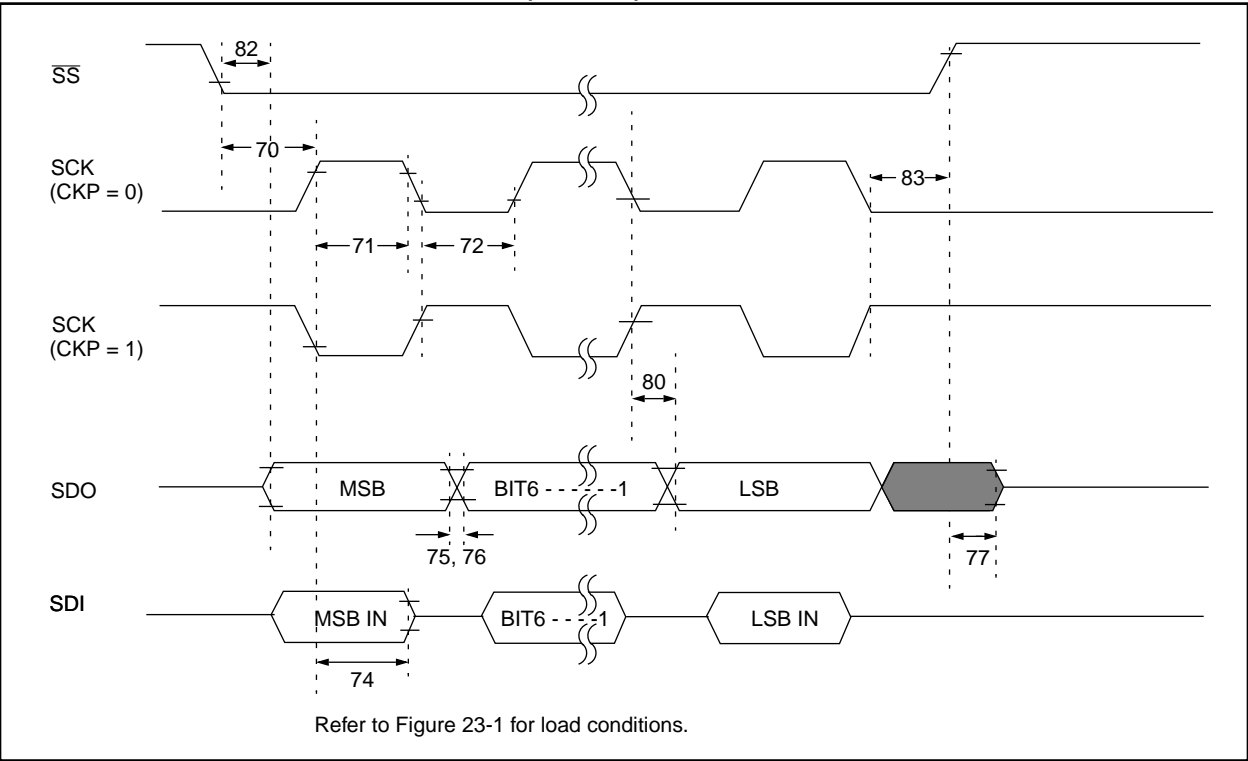 82
SS
70
SCK
(CKP = 0)
83
71
72
SCK
(CKP = 1)
80
SDO
MSB
BIT6 - - - - - -1
LSB
75, 76
77
SDI
MSB IN
BIT6 - - - -1
LSB IN
74
Refer to Figure 23-1 for load conditions.